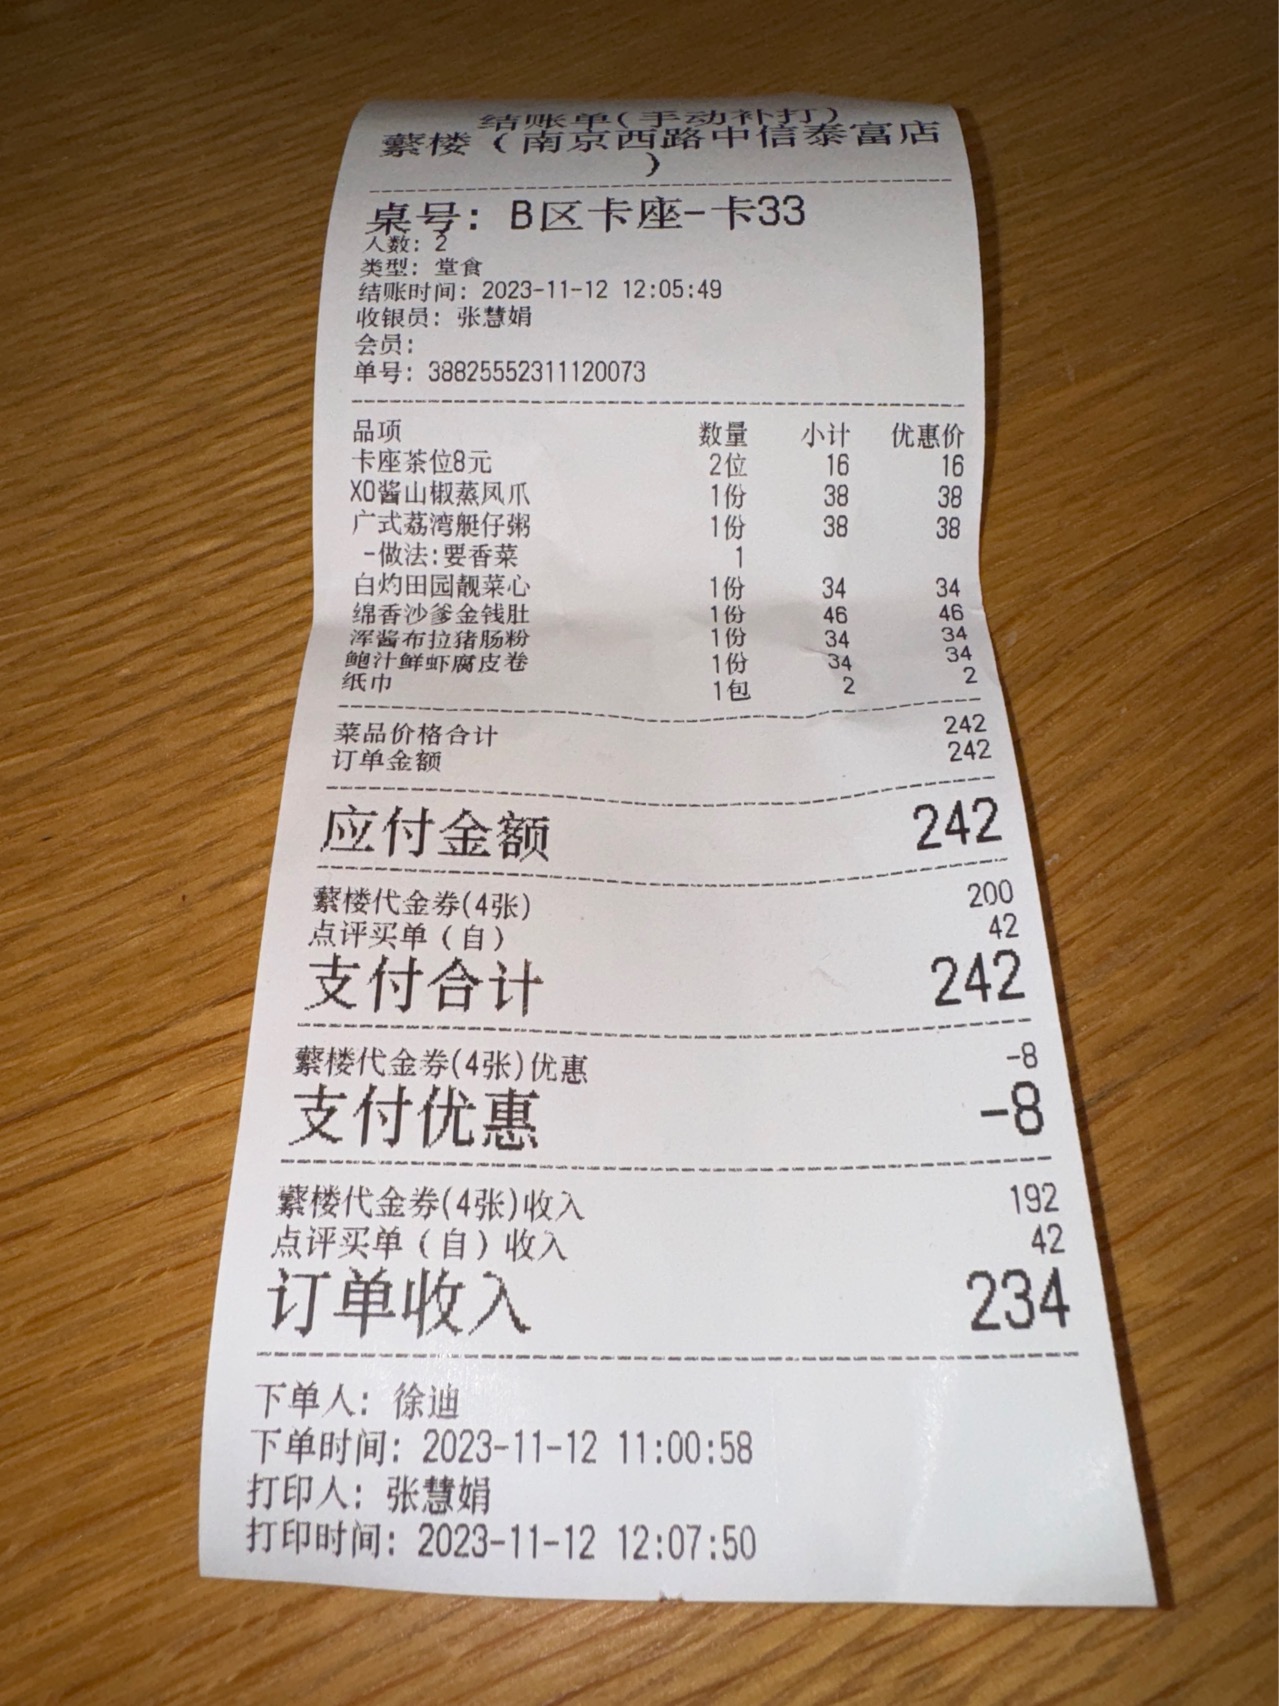 结账单(手动补打)
蘩楼（南京西路中信泰富店
）
桌号: B区卡座-卡33
人数: 2
类型: 堂食
结账时间: 2023-11-12 12:05:49
收银员: 张慧娟
会员:
单号: 38825552311120073
品项 数量 小计 优惠价
卡座茶位8元 2位 16 16
XO酱山椒蒸凤爪 1份 38 38
广式荔湾艇仔粥 1份 38 38
-做法:要香菜 1
白灼田园靓菜心 1份 34 34
绵香沙爹金钱肚 1份 46 46
浑酱布拉猪肠粉 1份 34 34
鲍汁鲜虾腐皮卷 1份 34 34
纸巾 1包 2 2
菜品价格合计 242
订单金额 242
应付金额 242
蘩楼代金券(4张) 200
点评买单（自） 42
支付合计 242
蘩楼代金券(4张)优惠 -8
支付优惠 -8
蘩楼代金券(4张)收入 192
点评买单（自）收入 42
订单收入 234
下单人: 徐迪
下单时间: 2023-11-12 11:00:58
打印人: 张慧娟
打印时间: 2023-11-12 12:07:50